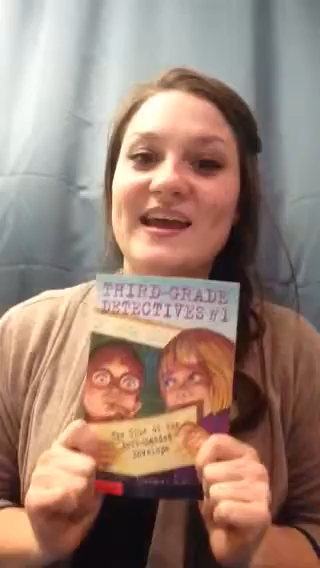 THIRD-GRADE
DETECTIVES #1
The Clue of the
Left-handed
Envelope